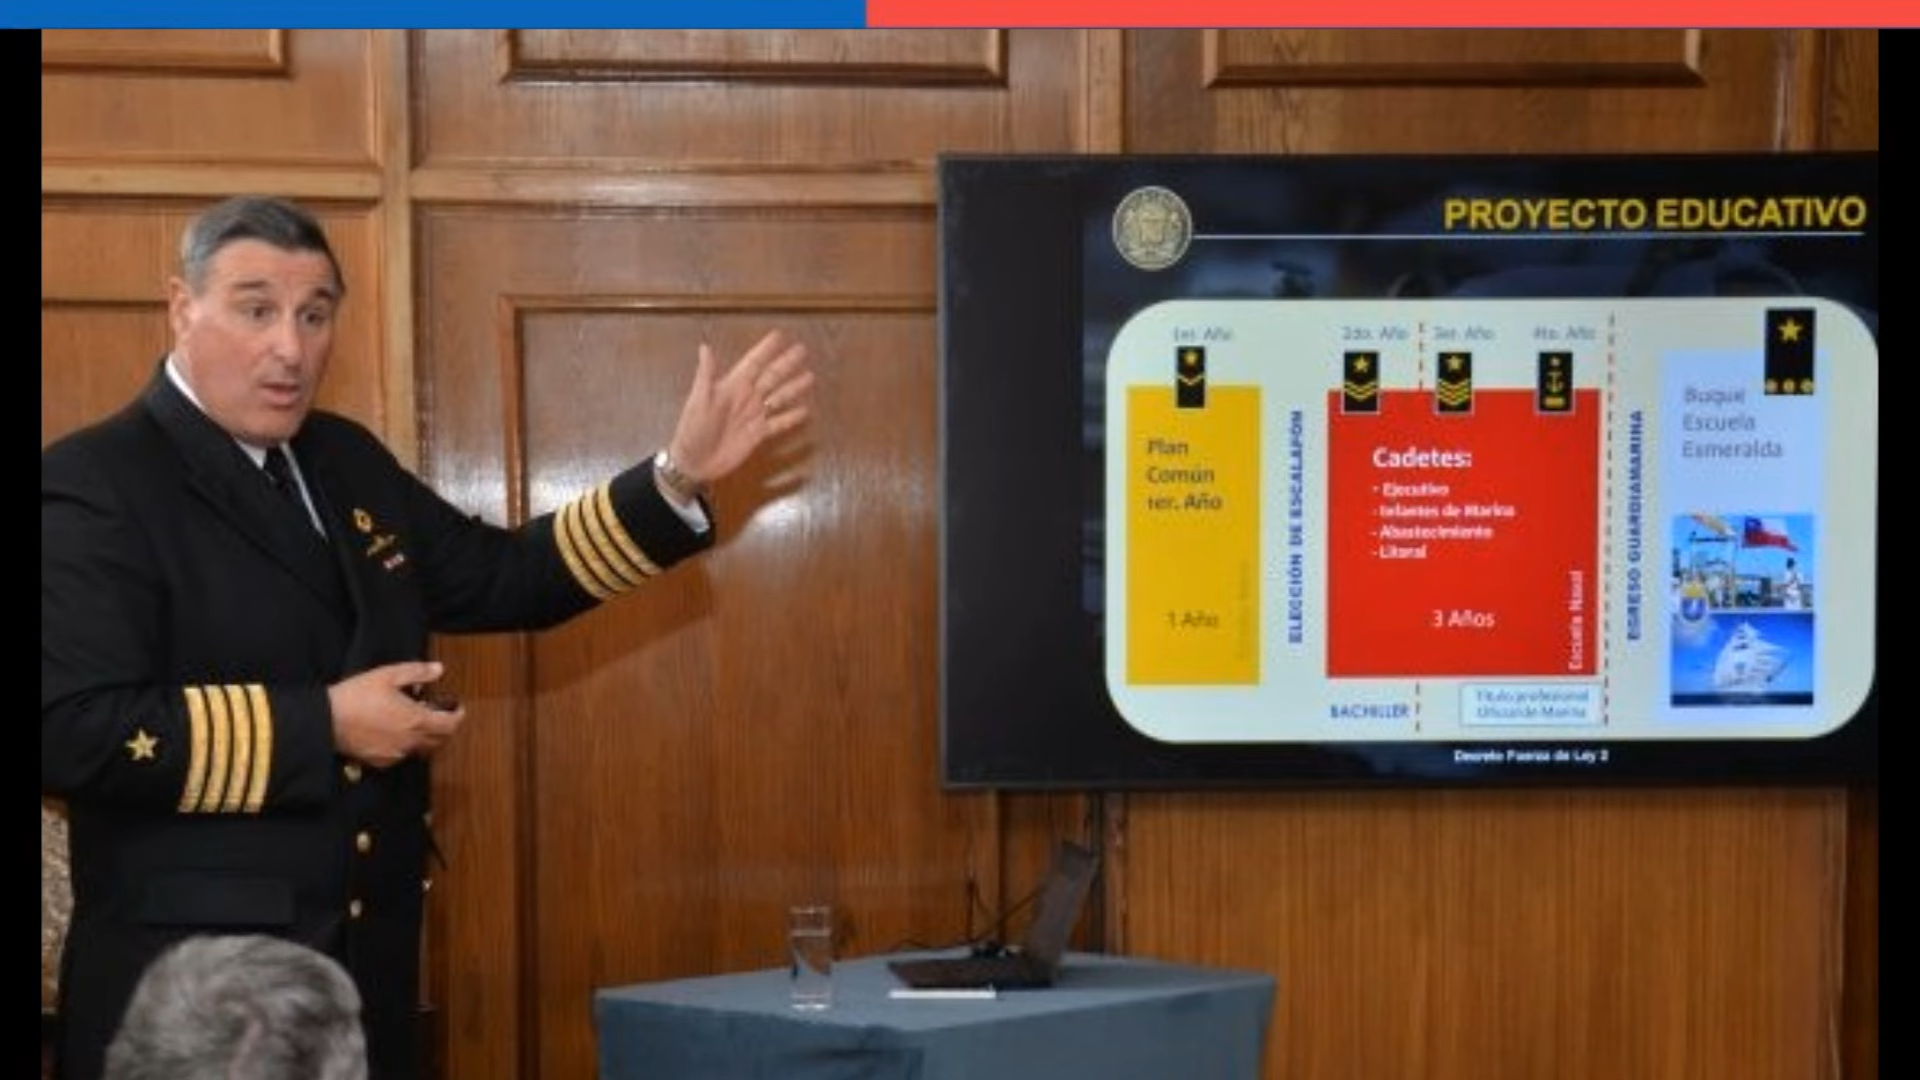 PROYECTO EDUCATIVO
1er. Año
2do. Año
3er. Año
4to. Año
Plan
Común
1er. Año
1 Año
ELECCIÓN DE ESCALAFÓN
Cadetes:
- Ejecutivo
- Infantes de Marina
- Abastecimiento
- Litoral
3 Años
Escuela Naval
BACHILLER
Título profesional
Oficial de Marina
EGRESO GUARDIAMARINA
Buque
Escuela
Esmeralda
Decreto Fuerza de Ley 2